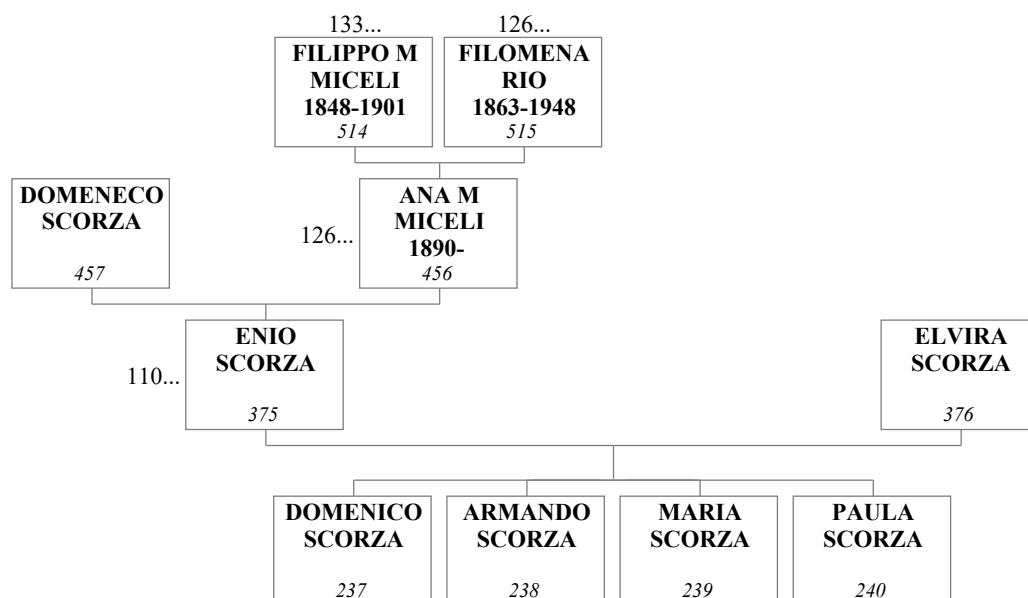 133...
126...
FILIPPO M
MICELI
1848-1901
514
FILOMENA
RIO
1863-1948
515
DOMENECO
SCORZA
457
126...
ANA M
MICELI
1890-
456
110...
ENIO
SCORZA
375
ELVIRA
SCORZA
376
DOMENICO
SCORZA
237
ARMANDO
SCORZA
238
MARIA
SCORZA
239
PAULA
SCORZA
240